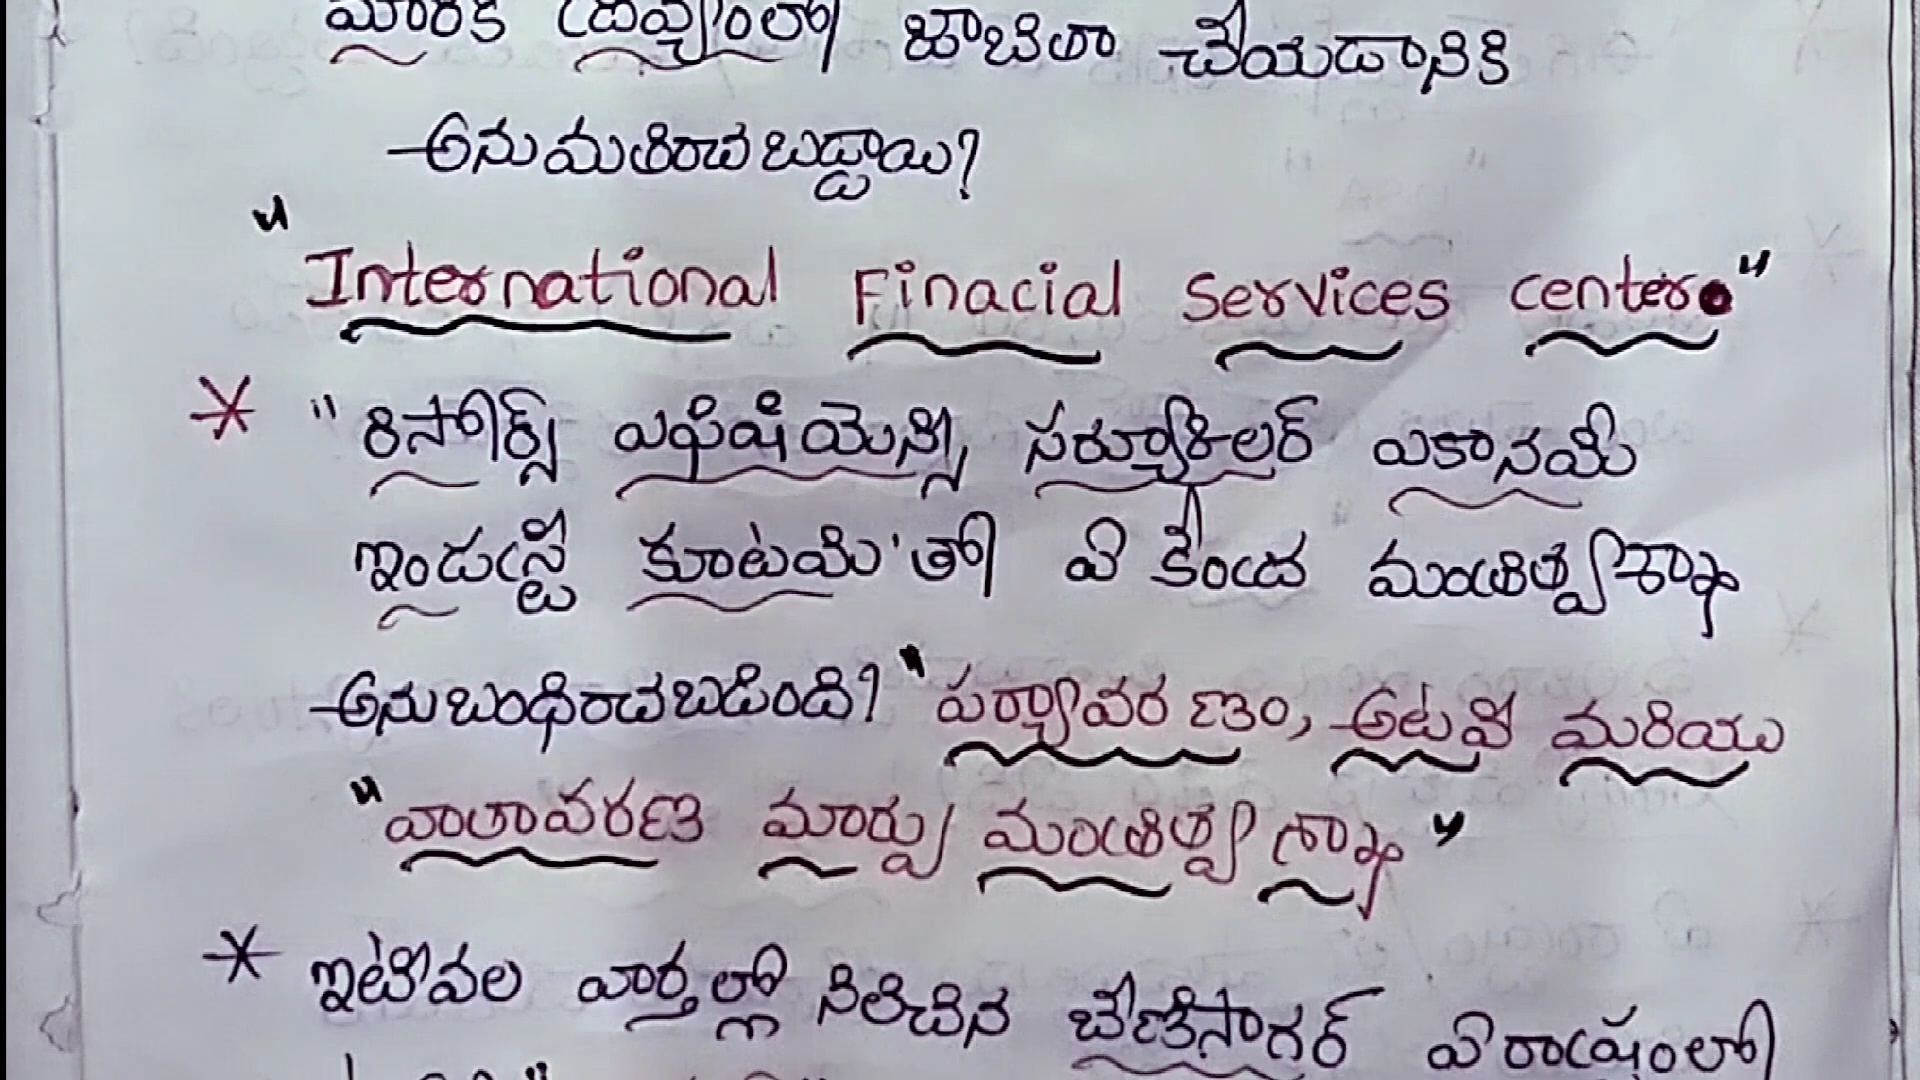 మారక ద్రవ్యంలో జాబితా చేయడానికి
అనుమతించబడ్డాయి?
"International Finacial Services center"
* "రిసోర్స్ ఎఫిషియెన్సి, సర్క్యూలర్ ఎకానమీ
ఇండస్ట్రీ కూటమి'తో ఏ కేంద్ర మంత్రిత్వశాఖ
అనుబంధించబడింది? "పర్యావరణం, అటవీ మరియు
"వాతావరణ మార్పు మంత్రిత్వ శాఖ"
* ఇటీవల వార్తల్లో నిలిచిన బేణీసాగర్ ఏ రాష్ట్రంలో